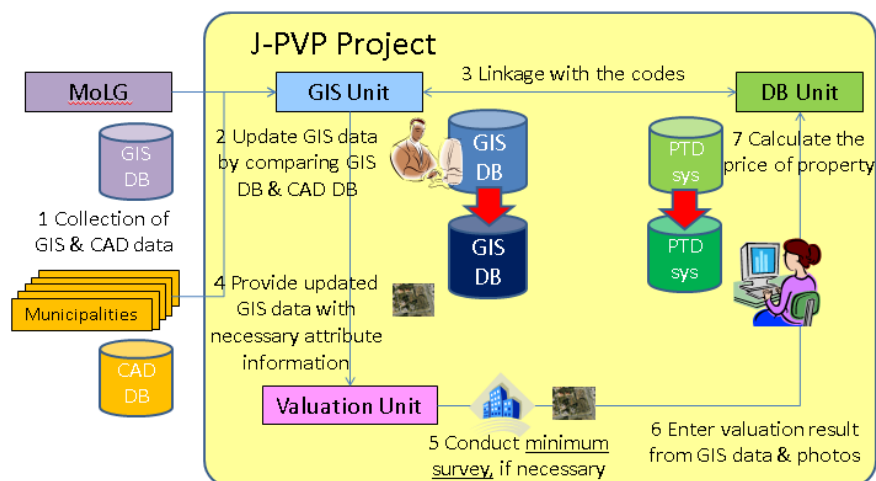 J-PVP Project
MoLG
GIS Unit
3 Linkage with the codes
DB Unit
GIS
DB
2 Update GIS data
by comparing GIS
DB & CAD DB
GIS
DB
GIS
DB
PTD
sys
PTD
sys
7 Calculate the
price of property
1 Collection of
GIS & CAD data
Municipalities
CAD
DB
4 Provide updated
GIS data with
necessary attribute
information
Valuation Unit
5 Conduct minimum
survey, if necessary
6 Enter valuation result
from GIS data & photos